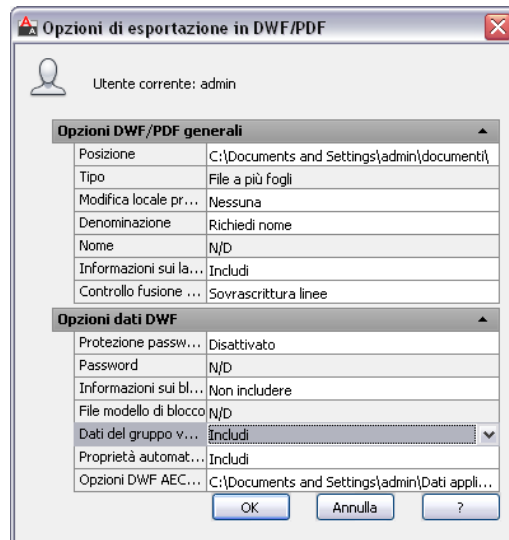 Opzioni di esportazione in DWF/PDF
Utente corrente: admin
Opzioni DWF/PDF generali
Posizione C:\Documents and Settings\admin\documenti\
Tipo File a più fogli
Modifica locale pr... Nessuna
Denominazione Richiedi nome
Nome N/D
Informazioni sui la... Includi
Controllo fusione ... Sovrascrittura linee
Opzioni dati DWF
Protezione passw... Disattivato
Password N/D
Informazioni sui bl... Non includere
File modello di blocco N/D
Dati del gruppo v... Includi
Proprietà automat... Includi
Opzioni DWF AEC... C:\Documents and Settings\admin\Dati appli...
OK Annulla ?